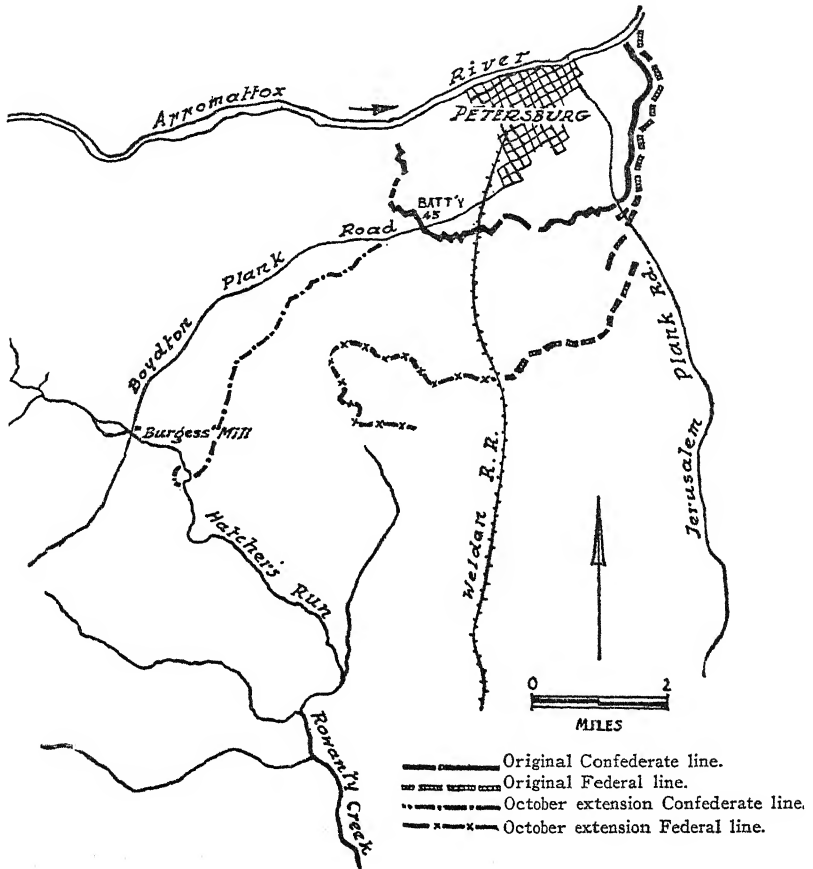 Appomattox River
PETERSBURG
BATT'Y
45
Boydton Plank Road
Burgess' Mill
Hatcher's Run
Rowanty Creek
Weldan R.R.
Jerusalem Plank Rd.
0 2
MILES
Original Confederate line.
Original Federal line.
October extension Confederate line.
October extension Federal line.